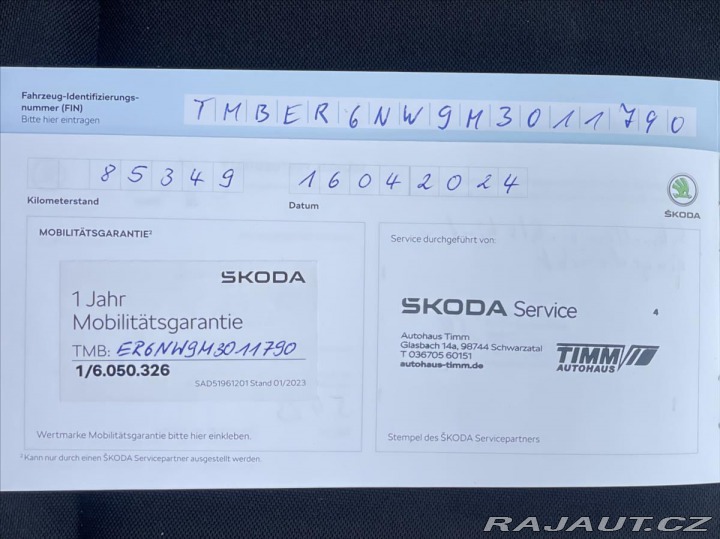 Fahrzeug-Identifizierungs-
nummer (FIN)
Bitte hier eintragen
TMBER6NW9M3011790
85349
Kilometerstand
16042024
Datum
ŠKODA
MOBILITÄTSGARANTIE²
ŠKODA
1 Jahr
Mobilitätsgarantie
TMB: ER6NW9M3011790
1/6.050.326
SAD51961201 Stand 01/2023
Wertmarke Mobilitätsgarantie bitte hier einkleben.
²Kann nur durch einen ŠKODA Servicepartner ausgestellt werden.
Service durchgeführt von:
ŠKODA Service
4
Autohaus Timm
Glasbach 14a, 98744 Schwarzatal
T 036705 60151
autohaus-timm.de
TIMM
AUTOHAUS
Stempel des ŠKODA Servicepartners
RAJAUT.CZ